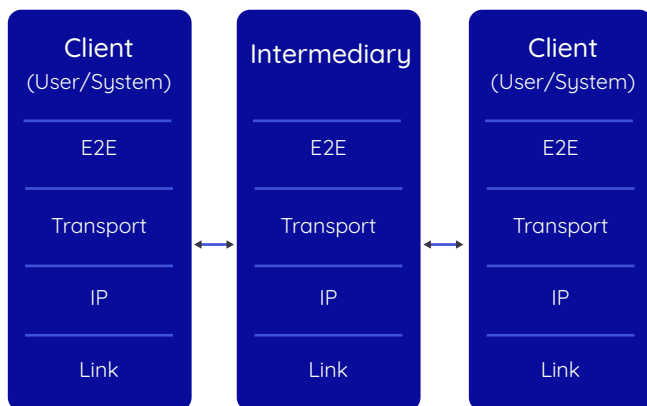 Client
(User/System)
E2E
Transport
IP
Link
Intermediary
E2E
Transport
IP
Link
Client
(User/System)
E2E
Transport
IP
Link